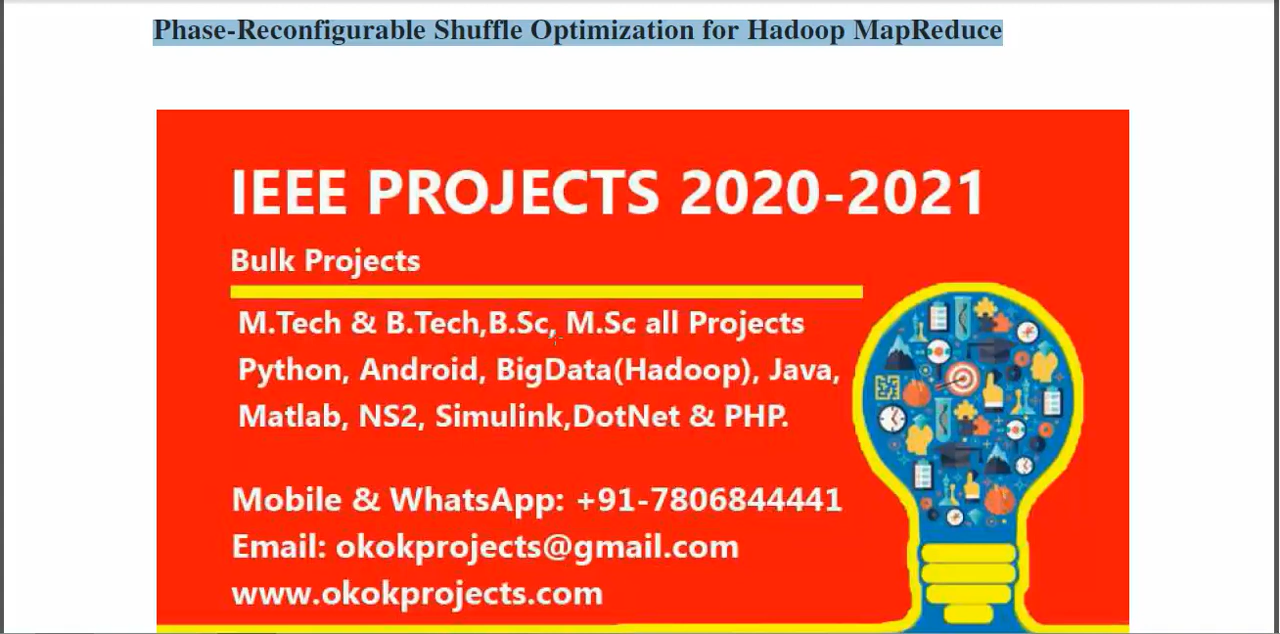 Phase-Reconfigurable Shuffle Optimization for Hadoop MapReduce
IEEE PROJECTS 2020-2021
Bulk Projects
M.Tech & B.Tech,B.Sc, M.Sc all Projects
Python, Android, BigData(Hadoop), Java,
Matlab, NS2, Simulink,DotNet & PHP.
Mobile & WhatsApp: +91-7806844441
Email: okokprojects@gmail.com
www.okokprojects.com